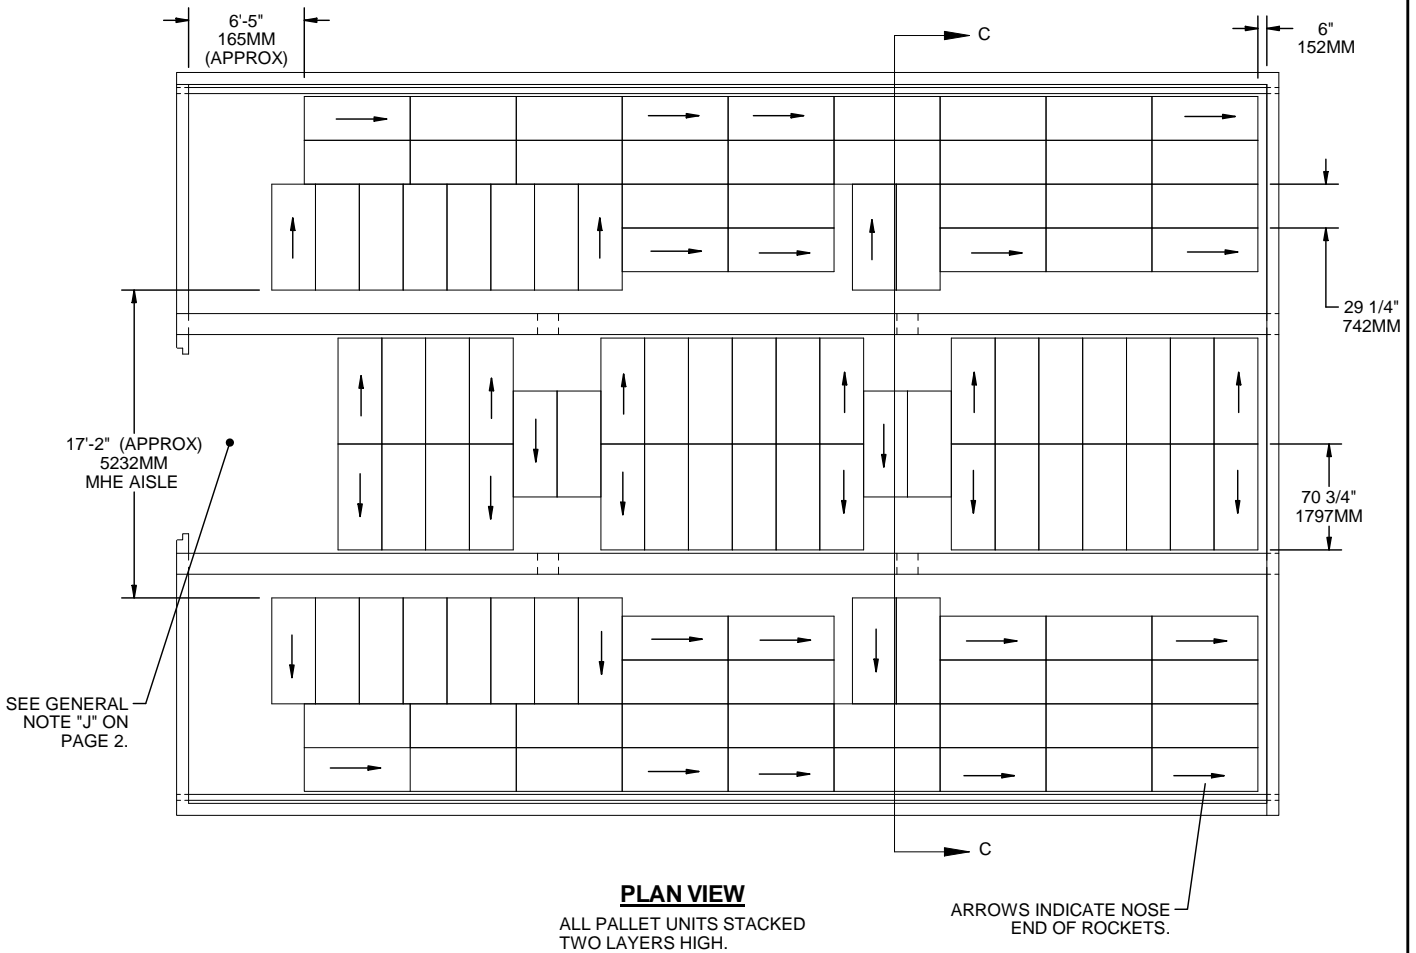 6'-5"
165MM
(APPROX)
C
6"
152MM
29 1/4"
742MM
17'-2" (APPROX)
5232MM
MHE AISLE
70 3/4"
1797MM
SEE GENERAL
NOTE "J" ON
PAGE 2.
C
PLAN VIEW
ALL PALLET UNITS STACKED
TWO LAYERS HIGH.
ARROWS INDICATE NOSE
END OF ROCKETS.